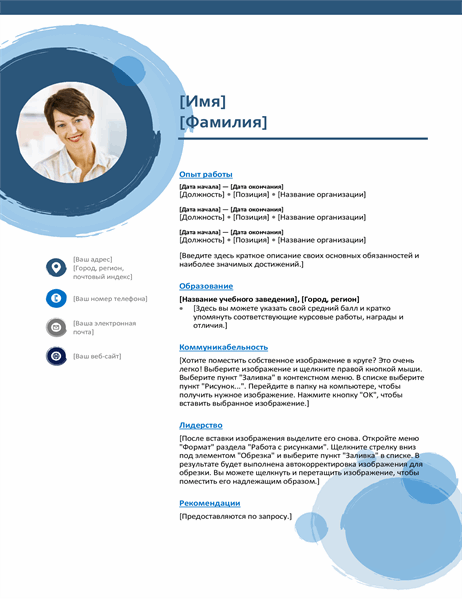 [Имя]
[Фамилия]
Опыт работы
[Дата начала] — [Дата окончания]
[Должность] • [Позиция] • [Название организации]
[Дата начала] — [Дата окончания]
[Должность] • [Позиция] • [Название организации]
[Дата начала] — [Дата окончания]
[Должность] • [Позиция] • [Название организации]
[Введите здесь краткое описание своих основных обязанностей и
наиболее значимых достижений.]
Образование
[Название учебного заведения], [Город, регион]
• [Здесь вы можете указать свой средний балл и кратко
упомянуть соответствующие курсовые работы, награды и
отличия.]
Коммуникабельность
[Хотите поместить собственное изображение в круге? Это очень
легко! Выберите изображение и щелкните правой кнопкой мыши.
Выберите пункт "Заливка" в контекстном меню. В списке выберите
пункт "Рисунок...". Перейдите в папку на компьютере, чтобы
получить нужное изображение. Нажмите кнопку "ОК", чтобы
вставить выбранное изображение.]
Лидерство
[После вставки изображения выделите его снова. Откройте меню
"Формат" раздела "Работа с рисунками". Щелкните стрелку вниз
под элементом "Обрезка" и выберите пункт "Заливка" в списке. В
результате будет выполнена автокорректировка изображения для
обрезки. Вы можете щелкнуть и перетащить изображение, чтобы
поместить его надлежащим образом.]
Рекомендации
[Предоставляются по запросу.]
[Ваш адрес]
[Город, регион,
почтовый индекс]
[Ваш номер телефона]
[Ваша электронная
почта]
[Ваш веб-сайт]